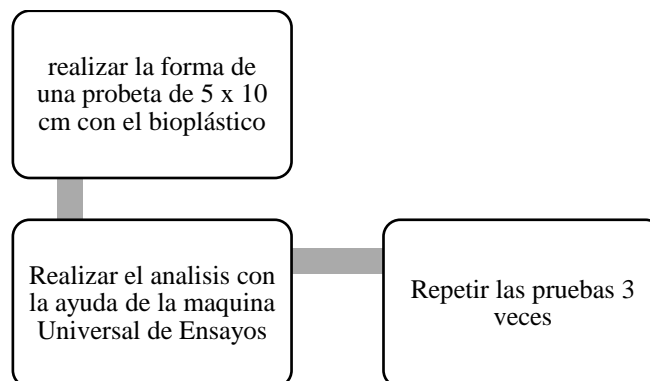 realizar la forma de
una probeta de 5 x 10
cm con el bioplástico
Realizar el analisis con
la ayuda de la maquina
Universal de Ensayos
Repetir las pruebas 3
veces